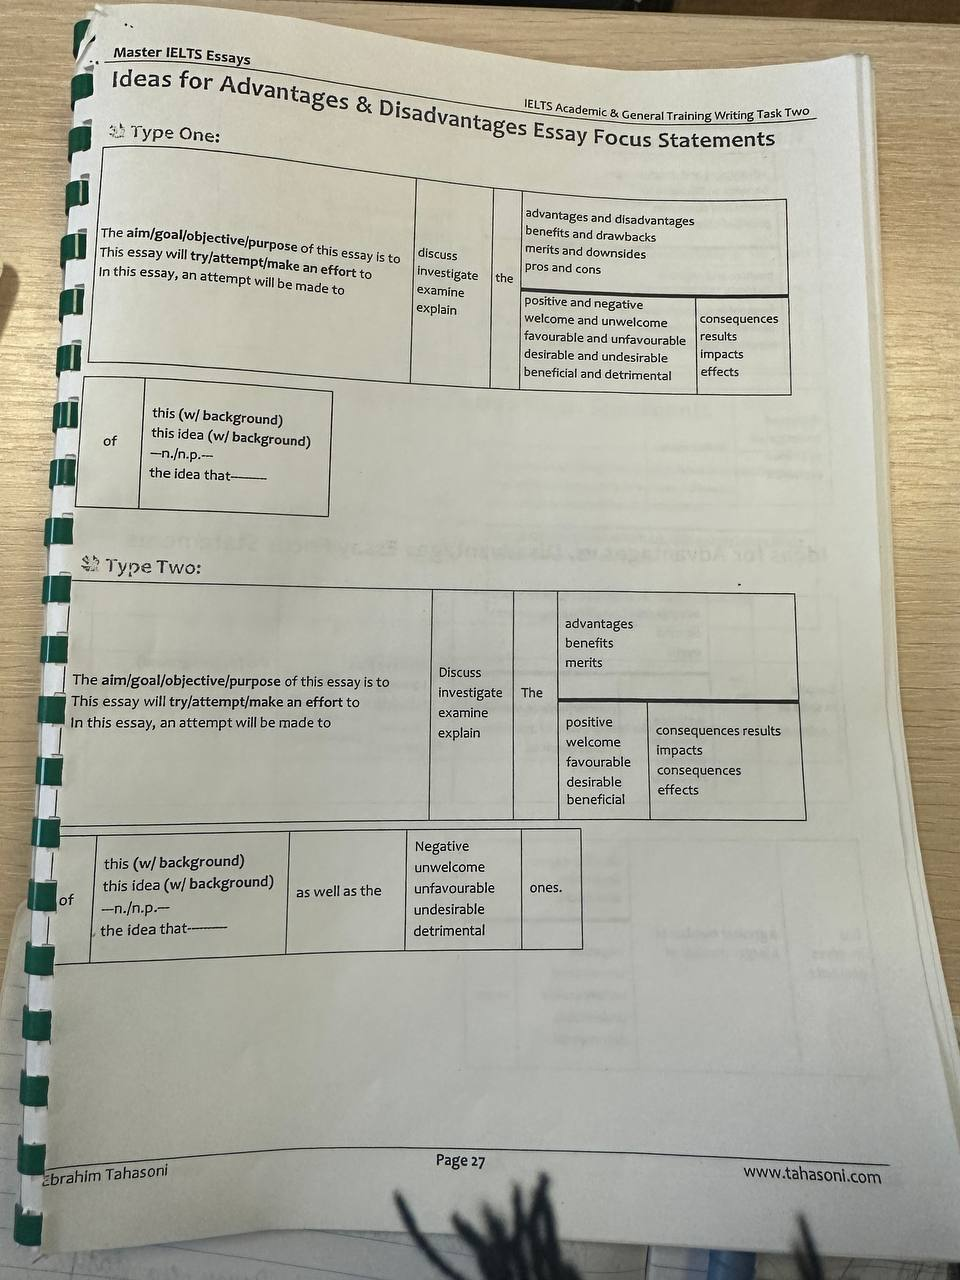 Master IELTS Essays
IELTS Academic & General Training Writing Task Two
Ideas for Advantages & Disadvantages Essay Focus Statements
Type One:
The aim/goal/objective/purpose of this essay is to
This essay will try/attempt/make an effort to
In this essay, an attempt will be made to
discuss
investigate
examine
explain
the
advantages and disadvantages
benefits and drawbacks
merits and downsides
pros and cons
positive and negative
welcome and unwelcome
favourable and unfavourable
desirable and undesirable
beneficial and detrimental
consequences
results
impacts
effects
of
this (w/ background)
this idea (w/ background)
—n./n.p.—
the idea that———
Type Two:
The aim/goal/objective/purpose of this essay is to
This essay will try/attempt/make an effort to
In this essay, an attempt will be made to
Discuss
investigate
examine
explain
The
advantages
benefits
merits
positive
welcome
favourable
desirable
beneficial
consequences results
impacts
consequences
effects
of
this (w/ background)
this idea (w/ background)
—n./n.p.—
the idea that———
as well as the
Negative
unwelcome
unfavourable
undesirable
detrimental
ones.
Ebrahim Tahasoni
Page 27
www.tahasoni.com